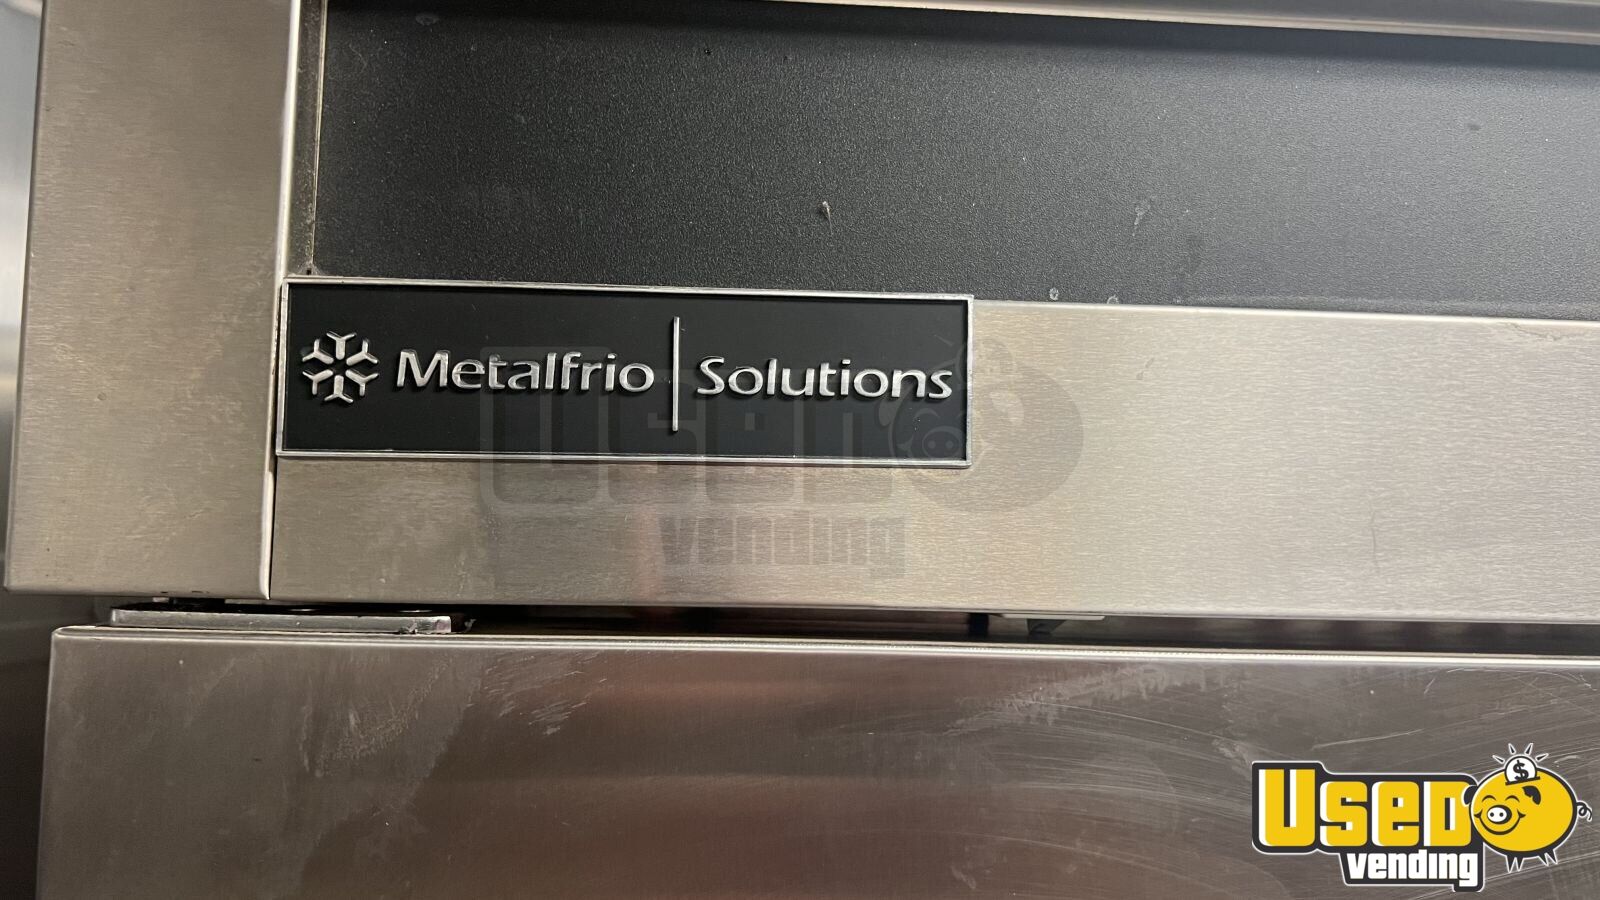 Metalfrio | Solutions
Used
vending
$
Used
vending